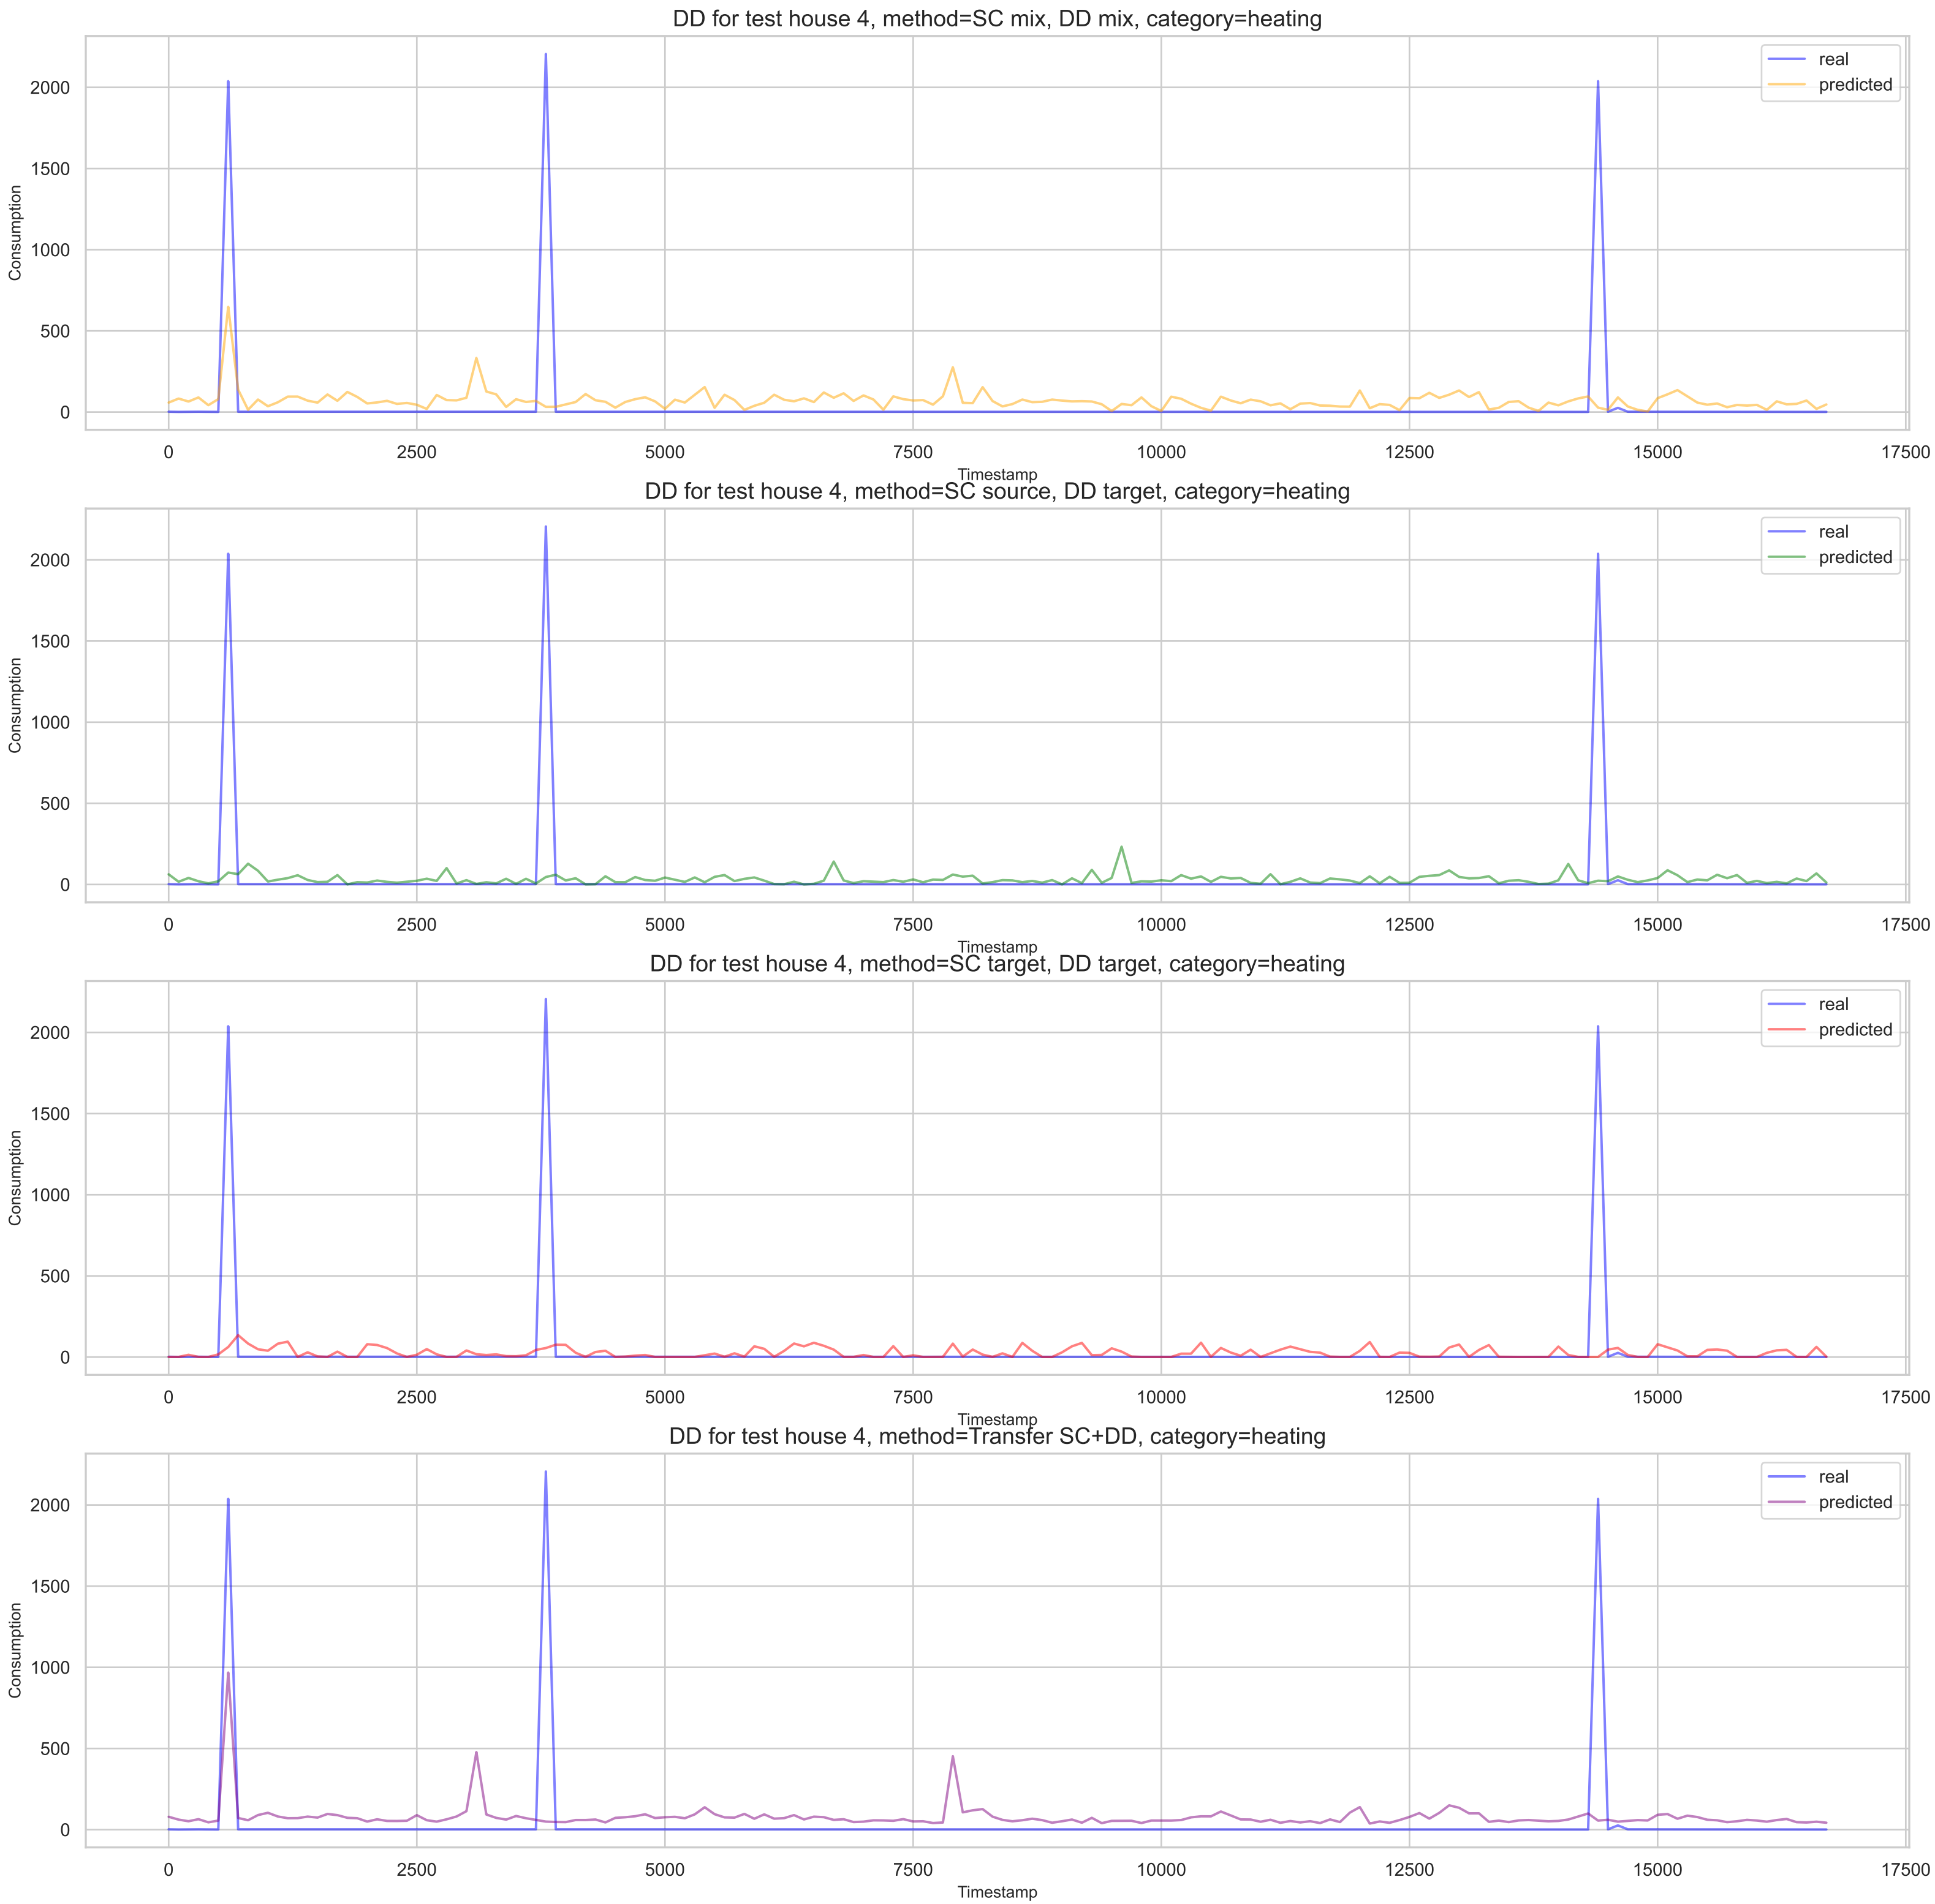 DD for test house 4, method=SC mix, DD mix, category=heating
real
predicted
2000
1500
1000
500
0
Consumption
0 2500 5000 7500 10000 12500 15000 17500
Timestamp
DD for test house 4, method=SC source, DD target, category=heating
real
predicted
2000
1500
1000
500
0
Consumption
0 2500 5000 7500 10000 12500 15000 17500
Timestamp
DD for test house 4, method=SC target, DD target, category=heating
real
predicted
2000
1500
1000
500
0
Consumption
0 2500 5000 7500 10000 12500 15000 17500
Timestamp
DD for test house 4, method=Transfer SC+DD, category=heating
real
predicted
2000
1500
1000
500
0
Consumption
0 2500 5000 7500 10000 12500 15000 17500
Timestamp